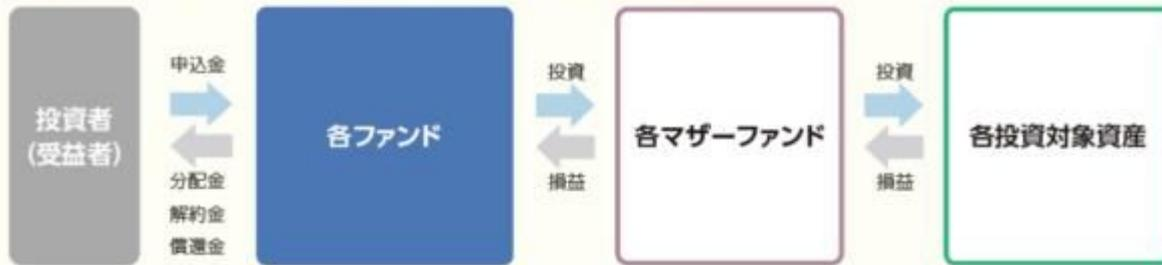 投資者
(受益者)
申込金
分配金
解約金
償還金
各ファンド
投資
損益
各マザーファンド
投資
損益
各投資対象資産